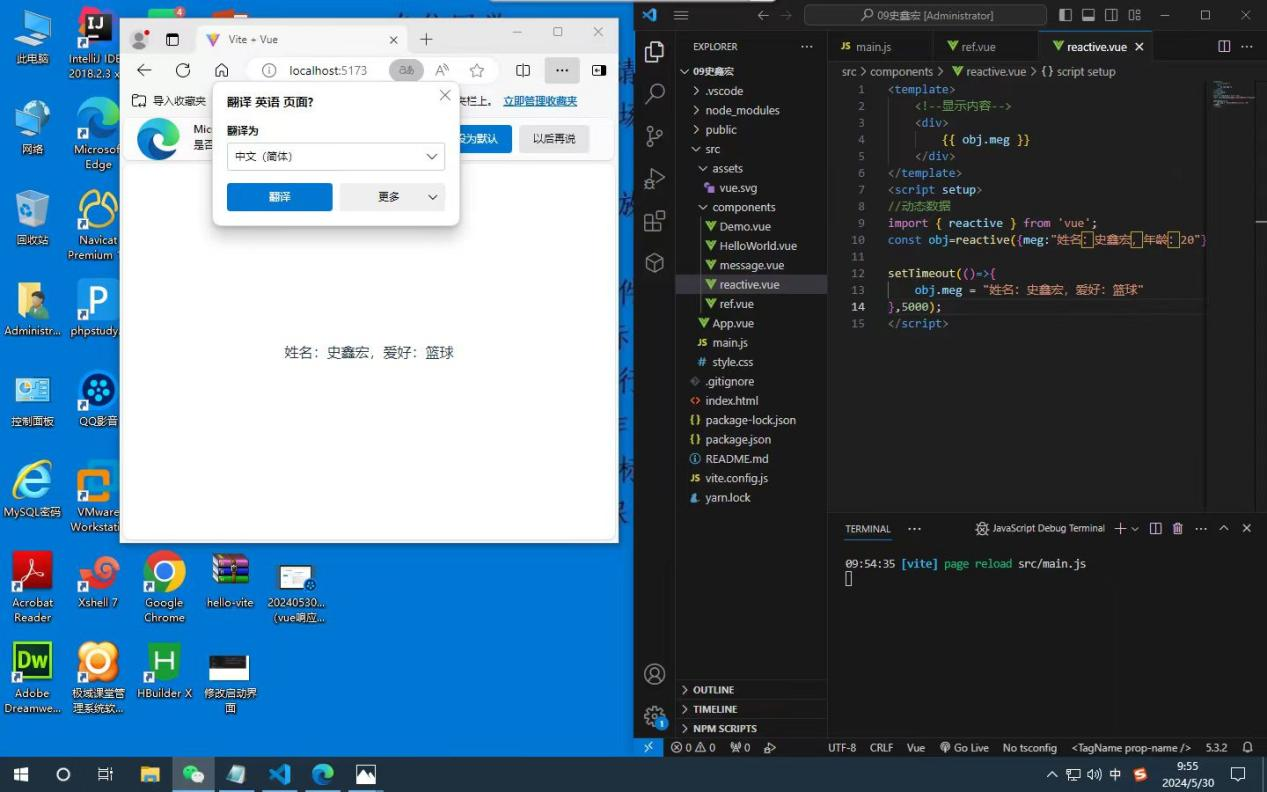 此电脑
IntelliJ IDE
2018.2.3 x
网络
Microsof
Edge
回收站
Navicat
Premium
Administr...
phpstudy
控制面板
QQ影音
MySQL密码
VMware
Workstati
Acrobat
Reader
Xshell 7
Google
Chrome
hello-vite
20240530...
(vue响应...
Adobe
Dreamwe...
极域课堂管
理系统软...
HBuilder X
修改启动界
面
Vite + Vue
localhost:5173
导入收藏夹
栏上。 立即管理收藏夹
Mic
是否
设为默认
以后再说
翻译 英语 页面?
翻译为
中文 (简体)
翻译
更多
姓名：史鑫宏，爱好：篮球
09史鑫宏 [Administrator]
EXPLORER
09史鑫宏
.vscode
node_modules
public
src
assets
vue.svg
components
Demo.vue
HelloWorld.vue
message.vue
reactive.vue
ref.vue
App.vue
main.js
style.css
.gitignore
index.html
package-lock.json
package.json
README.md
vite.config.js
yarn.lock
OUTLINE
TIMELINE
NPM SCRIPTS
JS main.js
ref.vue
reactive.vue
src > components > reactive.vue > {} script setup
1 <template>
2 <!--显示内容-->
3 <div>
4 {{ obj.meg }}
5 </div>
6 </template>
7 <script setup>
8 //动态数据
9 import { reactive } from 'vue';
10 const obj=reactive({meg:"姓名：史鑫宏，年龄：20"}
11
12 setTimeout(()=>{
13 obj.meg = "姓名：史鑫宏，爱好：篮球"
14 },5000);
15 </script>
TERMINAL
JavaScript Debug Terminal
09:54:35 [vite] page reload src/main.js
0 0 0
UTF-8 CRLF Vue Go Live No tsconfig <TagName prop-name /> 5.3.2
中
9:55
2024/5/30